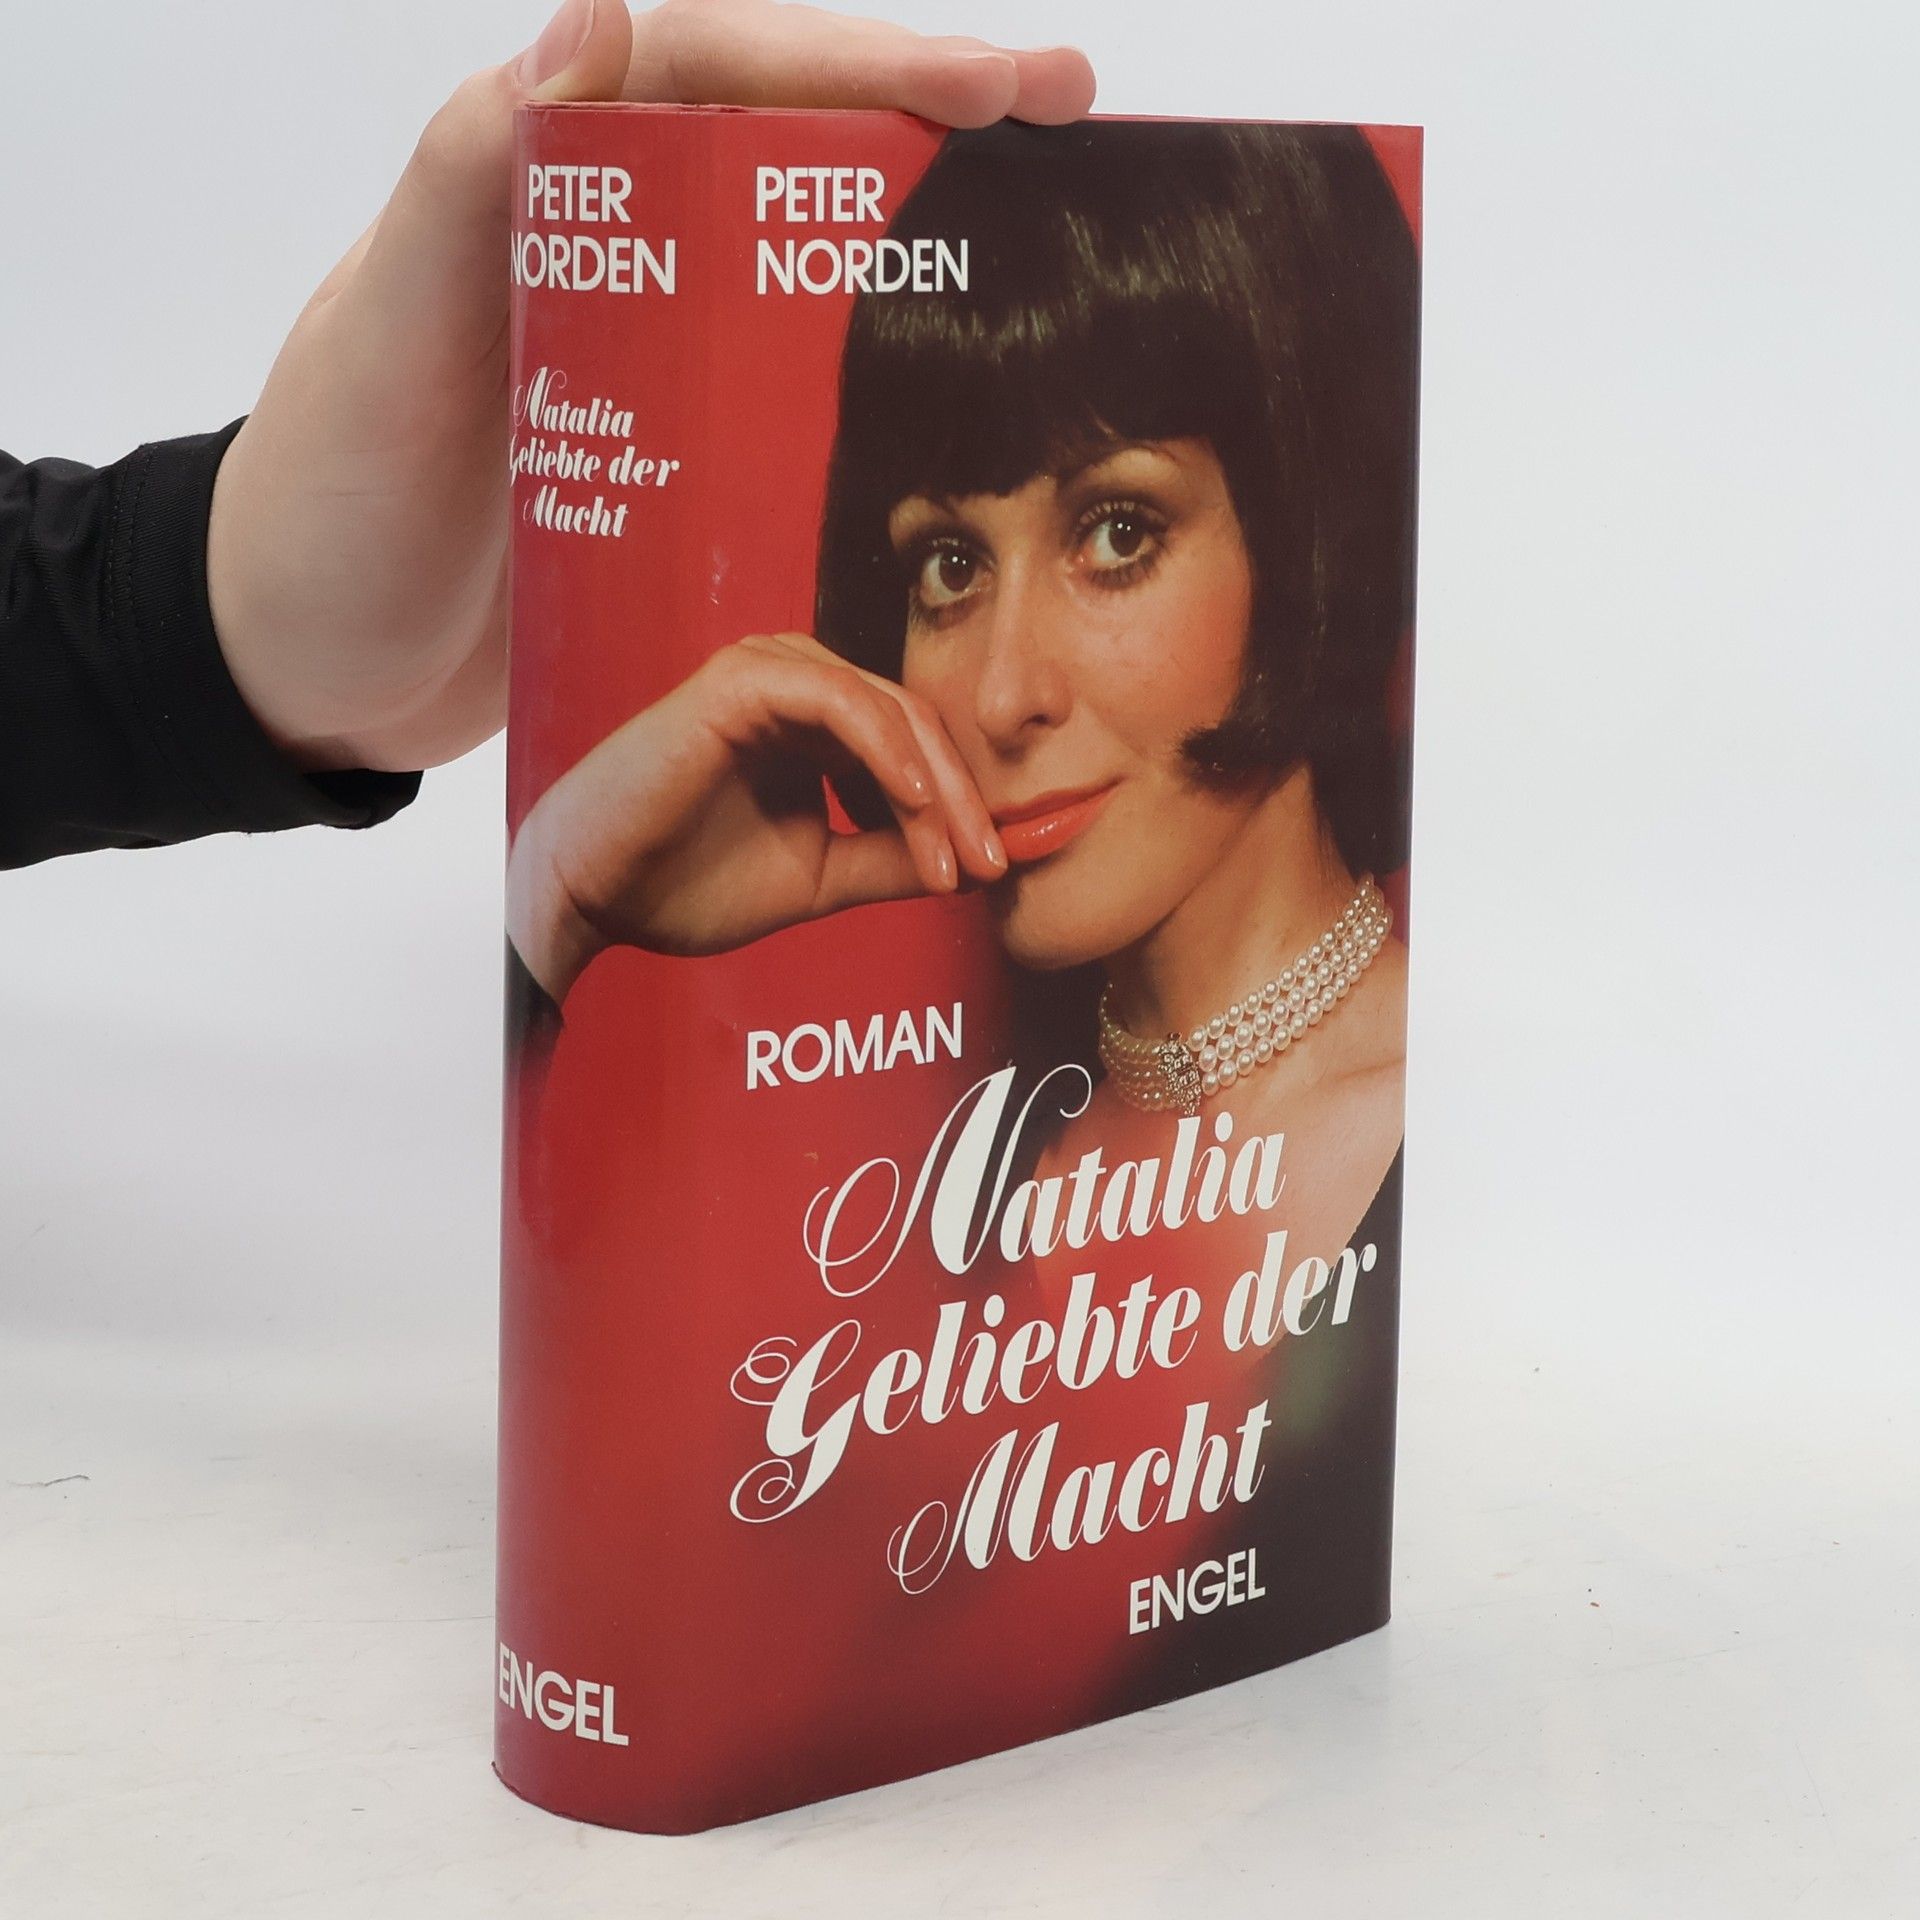 PETER
NORDEN
Natalia
Geliebte der
Macht
ENGEL
PETER
NORDEN
ROMAN
Natalia
Geliebte der
Macht
ENGEL